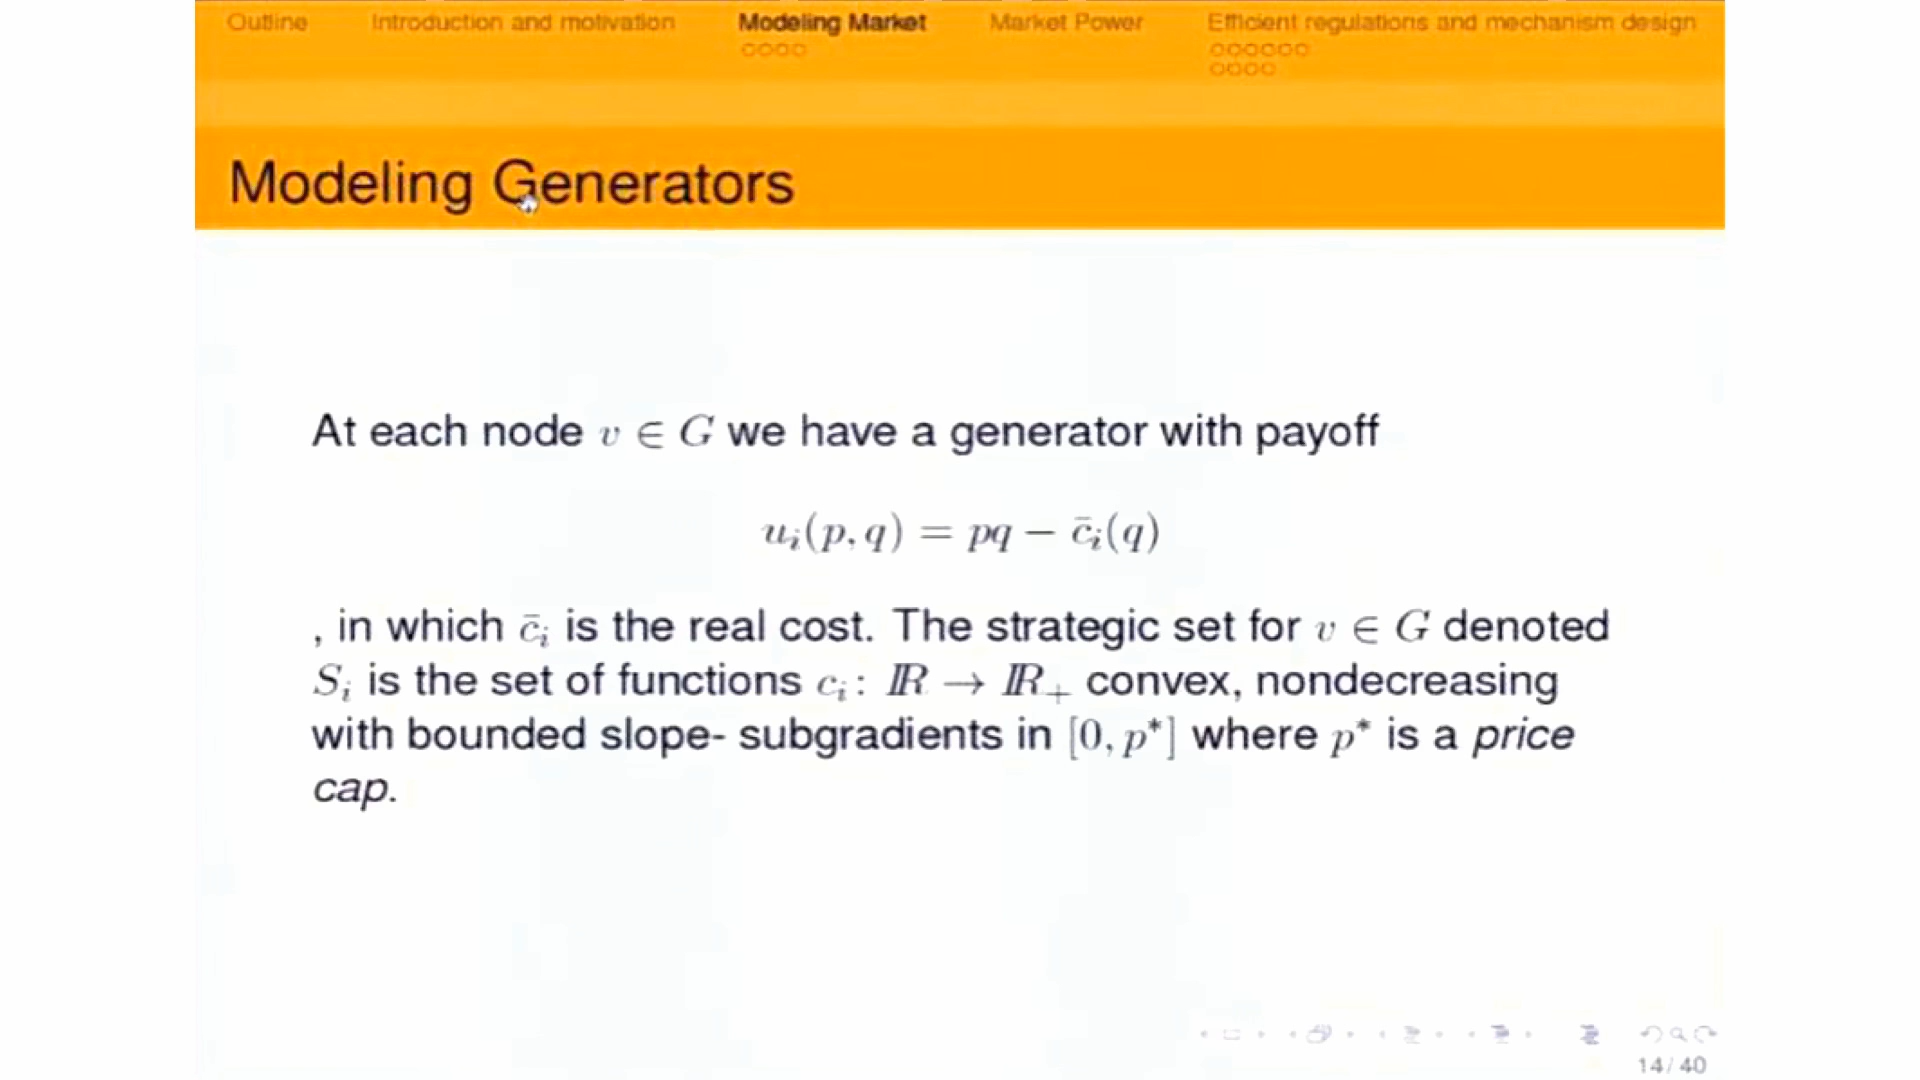 Outline Introduction and motivation Modeling Market Market Power Efficient regulations and mechanism design
Modeling Generators
At each node v ∈ G we have a generator with payoff
u_i(p, q) = pq − c̄_i(q)
, in which c̄_i is the real cost. The strategic set for v ∈ G denoted
S_i is the set of functions c_i: ℝ → ℝ_+ convex, nondecreasing
with bounded slope- subgradients in [0, p*] where p* is a price
cap.
14/40